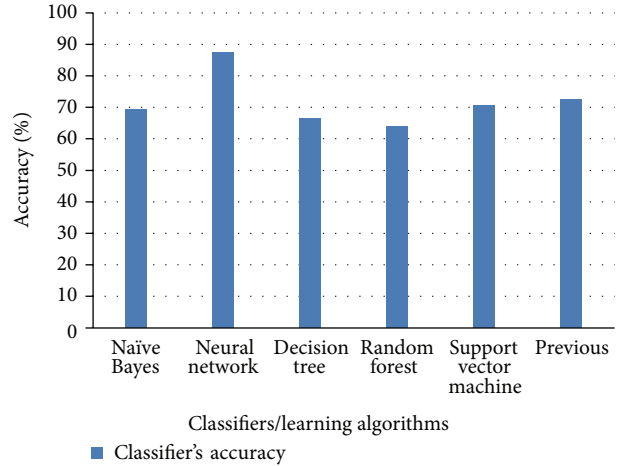 100
90
80
70
60
50
40
30
20
10
0
Accuracy (%)
Naïve
Bayes
Neural
network
Decision
tree
Random
forest
Support
vector
machine
Previous
Classifiers/learning algorithms
Classifier's accuracy